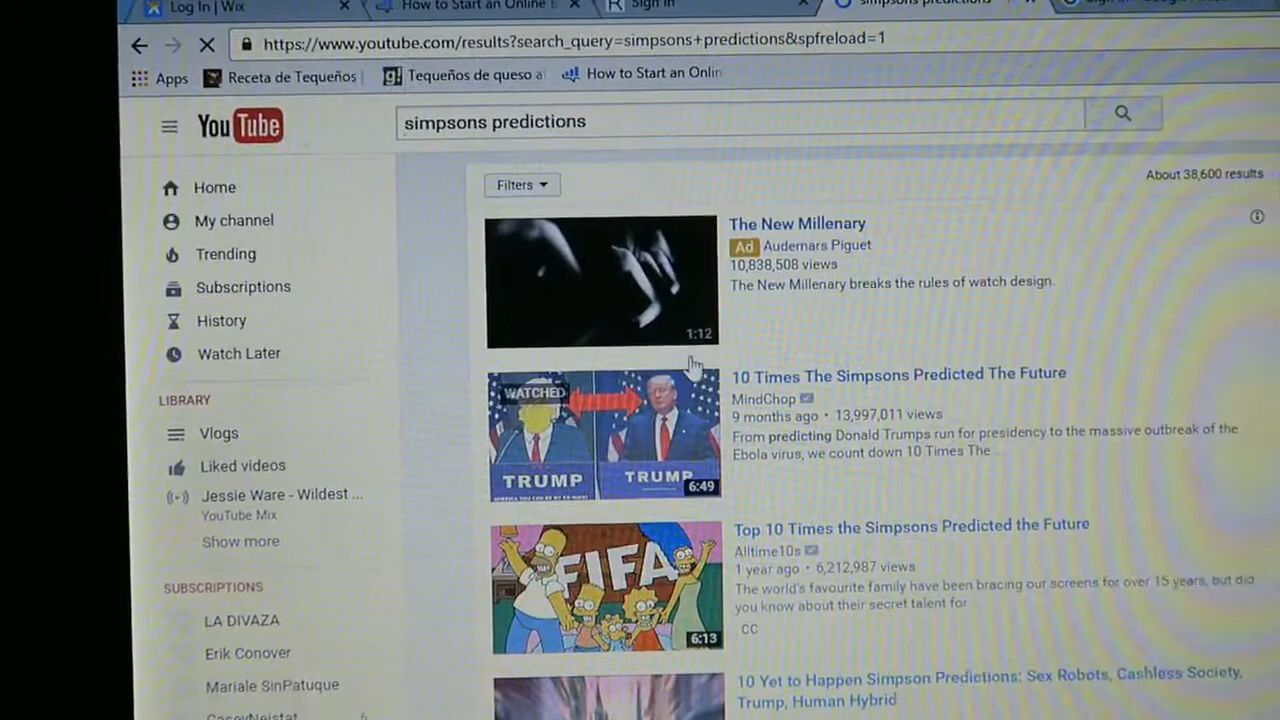 Log In | Wix
How to Start an Online
Sign In
simpsons predictions
https://www.youtube.com/results?search_query=simpsons+predictions&spfreload=1
Apps
Receta de Tequeños |
Tequeños de queso a
How to Start an Onlin
YouTube
simpsons predictions
Filters
About 38,600 results
Home
My channel
Trending
Subscriptions
History
Watch Later
LIBRARY
Vlogs
Liked videos
Jessie Ware - Wildest ...
YouTube Mix
Show more
SUBSCRIPTIONS
LA DIVAZA
Erik Conover
Mariale SinPatuque
CaseyNeistat
1:12
The New Millenary
Ad Audemars Piguet
10,838,508 views
The New Millenary breaks the rules of watch design.
WATCHED
TRUMP
TRUMP
6:49
10 Times The Simpsons Predicted The Future
MindChop
9 months ago • 13,997,011 views
From predicting Donald Trumps run for presidency to the massive outbreak of the
Ebola virus, we count down 10 Times The ...
FIFA
6:13
Top 10 Times the Simpsons Predicted the Future
Alltime10s
1 year ago • 6,212,987 views
The world's favourite family have been bracing our screens for over 15 years, but did
you know about their secret talent for
CC
10 Yet to Happen Simpson Predictions: Sex Robots, Cashless Society,
Trump, Human Hybrid